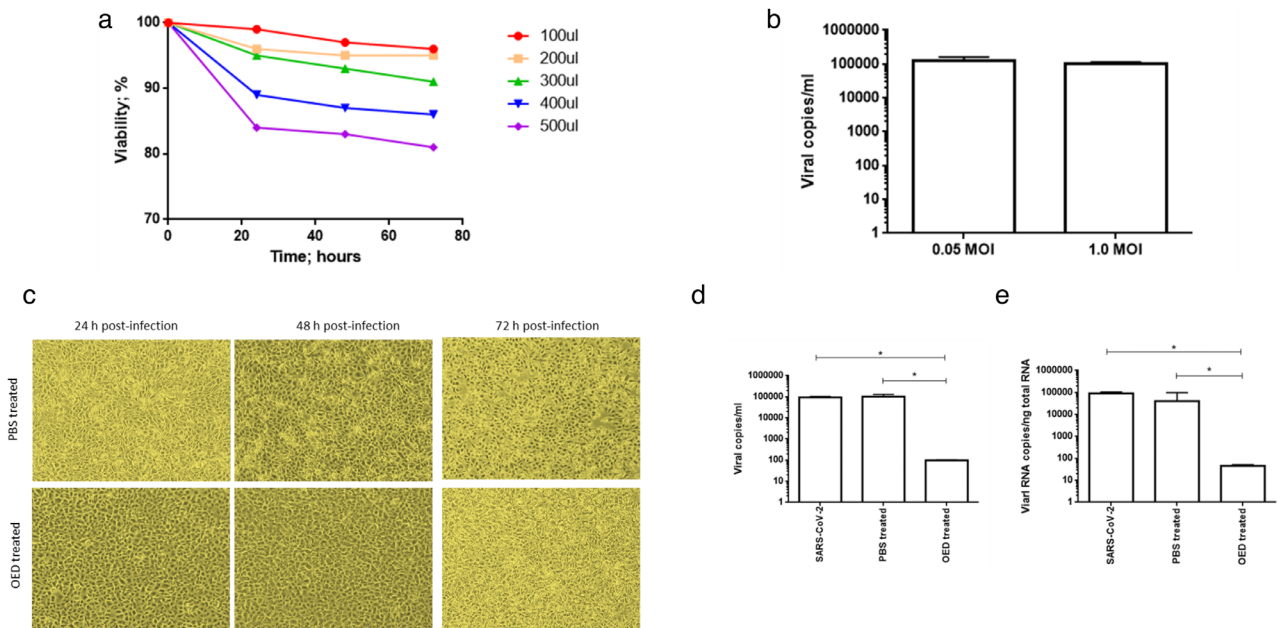 a
Viability; %
100
90
80
70
0
20
40
60
80
Time; hours
100ul
200ul
300ul
400ul
500ul
b
Viral copies/ml
1000000
100000
10000
1000
100
10
1
0.05 MOI
1.0 MOI
c
24 h post-infection
48 h post-infection
72 h post-infection
PBS treated
OED treated
d
*
*
Viral copies/ml
1000000
100000
10000
1000
100
10
1
SARS-CoV-2
PBS treated
OED treated
e
*
*
Viarl RNA copies/ng total RNA
1000000
100000
10000
1000
100
10
1
SARS-CoV-2
PBS treated
OED treated